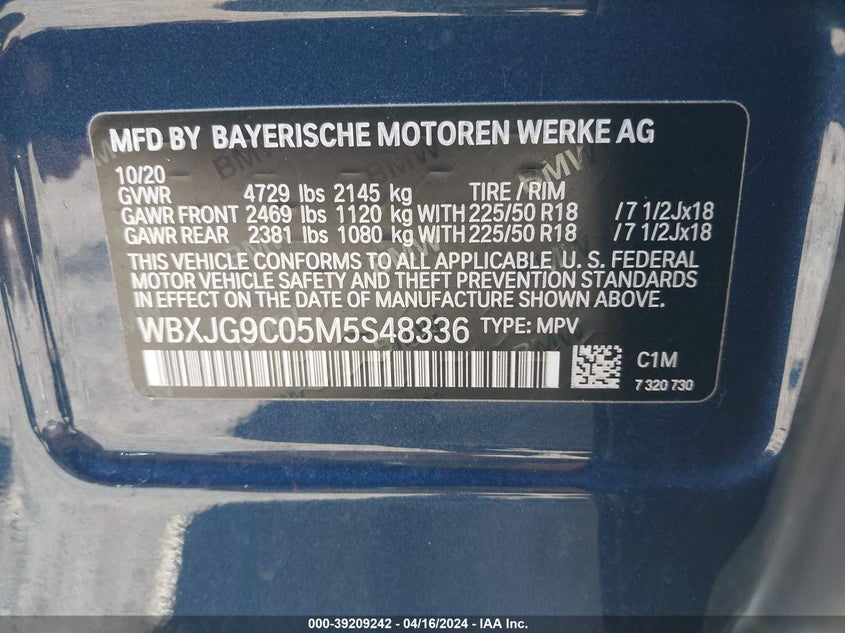 MFD BY BAYERISCHE MOTOREN WERKE AG
10/20
GVWR 4729 lbs 2145 kg TIRE / RIM
GAWR FRONT 2469 lbs 1120 kg WITH 225/50 R18 /7 1/2Jx18
GAWR REAR 2381 lbs 1080 kg WITH 225/50 R18 /7 1/2Jx18
THIS VEHICLE CONFORMS TO ALL APPLICABLE U. S. FEDERAL
MOTOR VEHICLE SAFETY AND THEFT PREVENTION STANDARDS
IN EFFECT ON THE DATE OF MANUFACTURE SHOWN ABOVE.
WBXJG9C05M5S48336 TYPE: MPV
C1M
7 320 730
000-39209242 - 04/16/2024 - IAA Inc.